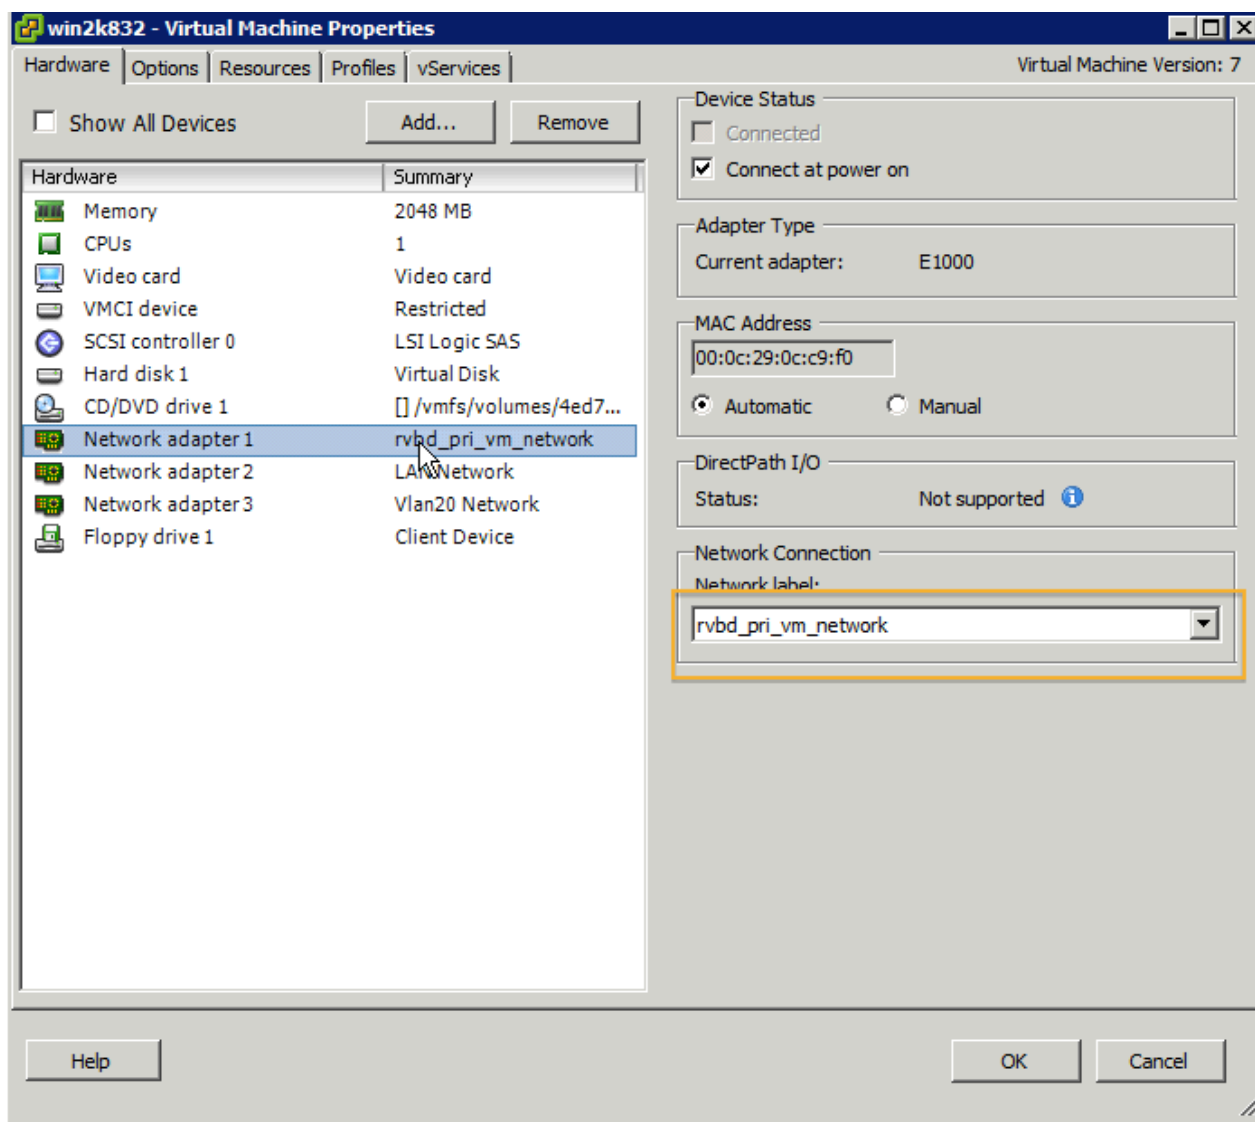 win2k832 - Virtual Machine Properties
Hardware Options Resources Profiles vServices Virtual Machine Version: 7
Show All Devices Add... Remove
Hardware Summary
Memory 2048 MB
CPUs 1
Video card Video card
VMCI device Restricted
SCSI controller 0 LSI Logic SAS
Hard disk 1 Virtual Disk
CD/DVD drive 1 [] /vmfs/volumes/4ed7...
Network adapter 1 rvbd_pri_vm_network
Network adapter 2 LAN Network
Network adapter 3 Vlan20 Network
Floppy drive 1 Client Device
Device Status
Connected
Connect at power on
Adapter Type
Current adapter: E1000
MAC Address
00:0c:29:0c:c9:f0
Automatic Manual
DirectPath I/O
Status: Not supported
Network Connection
Network label:
rvbd_pri_vm_network
Help OK Cancel